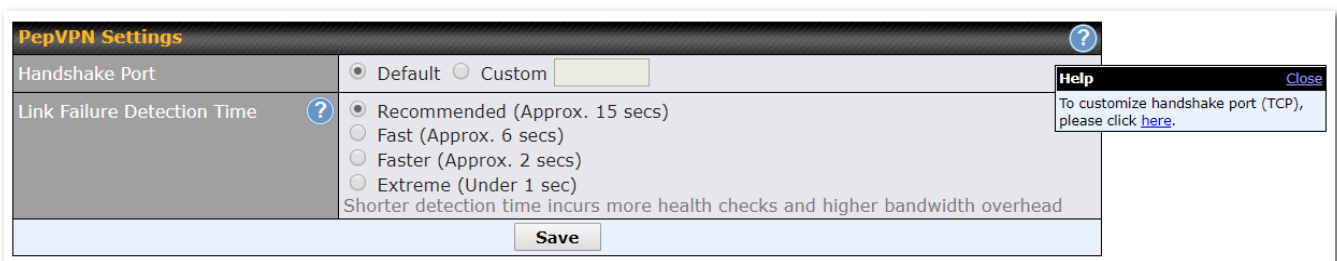 PepVPN Settings ?
Handshake Port Default Custom
Help Close
To customize handshake port (TCP),
please click here.
Link Failure Detection Time ? Recommended (Approx. 15 secs)
Fast (Approx. 6 secs)
Faster (Approx. 2 secs)
Extreme (Under 1 sec)
Shorter detection time incurs more health checks and higher bandwidth overhead
Save